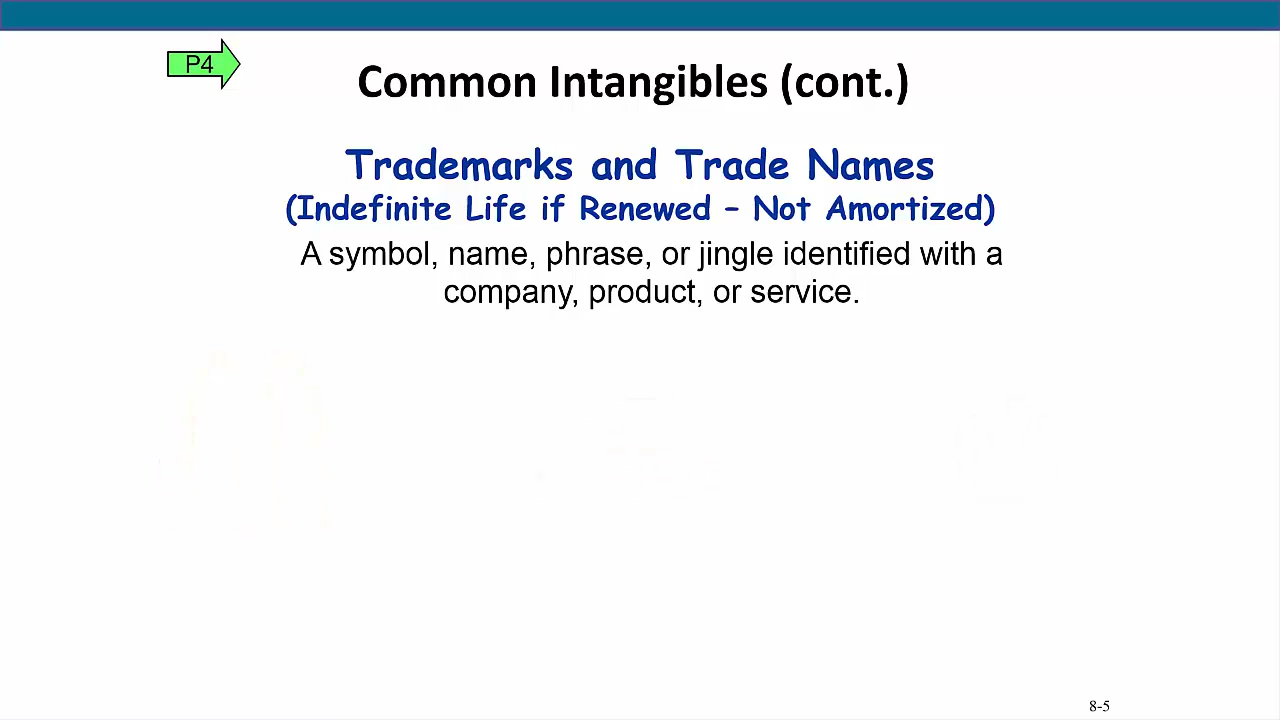 P4
Common Intangibles (cont.)
Trademarks and Trade Names
(Indefinite Life if Renewed – Not Amortized)
A symbol, name, phrase, or jingle identified with a
company, product, or service.
8-5